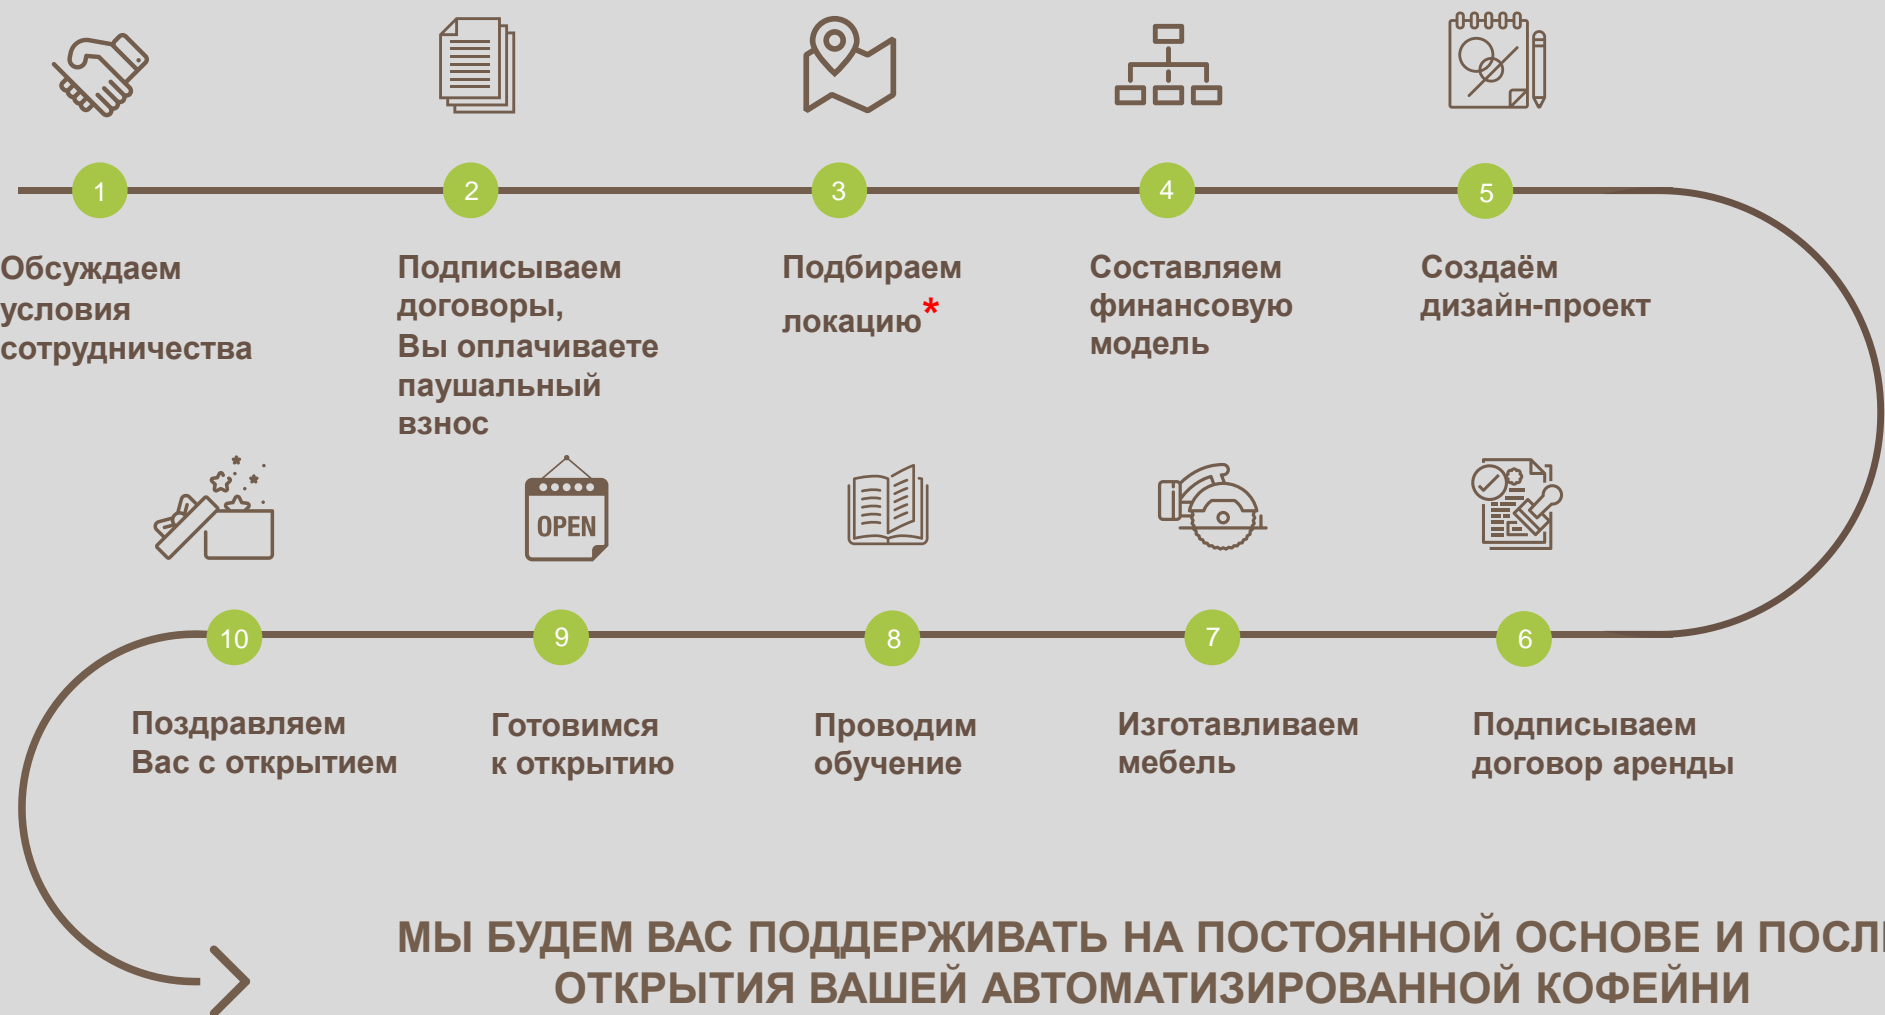 1
Обсуждаем
условия
сотрудничества
2
Подписываем
договоры,
Вы оплачиваете
паушальный
взнос
3
Подбираем
локацию*
4
Составляем
финансовую
модель
5
Создаём
дизайн-проект
6
Подписываем
договор аренды
7
Изготавливаем
мебель
8
Проводим
обучение
OPEN
9
Готовимся
к открытию
10
Поздравляем
Вас с открытием
МЫ БУДЕМ ВАС ПОДДЕРЖИВАТЬ НА ПОСТОЯННОЙ ОСНОВЕ И ПОСЛЕ
ОТКРЫТИЯ ВАШЕЙ АВТОМАТИЗИРОВАННОЙ КОФЕЙНИ